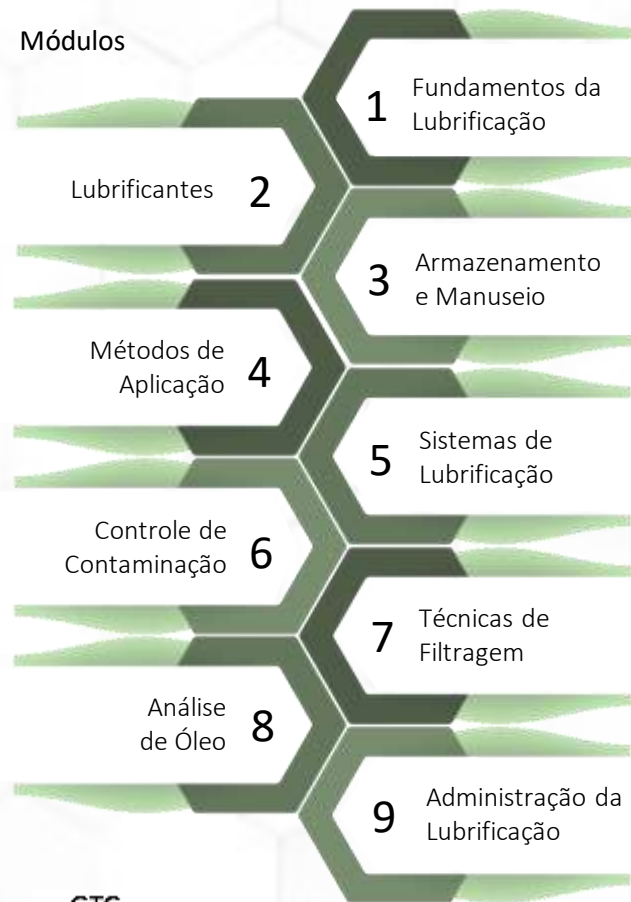 Módulos
1
Fundamentos da
Lubrificação
Lubrificantes
2
3
Armazenamento
e Manuseio
Métodos de
Aplicação
4
5
Sistemas de
Lubrificação
Controle de
Contaminação
6
7
Técnicas de
Filtragem
Análise
de Óleo
8
9
Administração da
Lubrificação